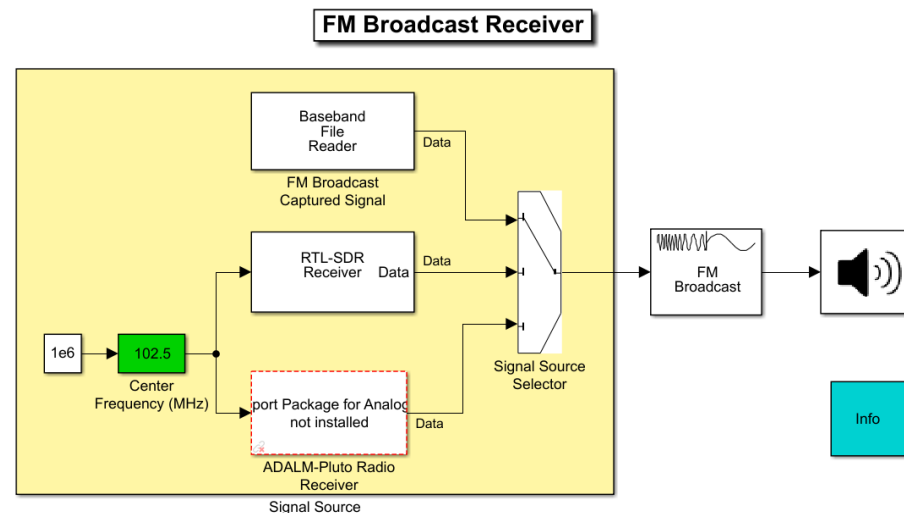 FM Broadcast Receiver
Baseband
File
Reader
Data
FM Broadcast
Captured Signal
RTL-SDR
Receiver
Data
Data
1e6
102.5
Center
Frequency (MHz)
port Package for Analog
not installed
Data
ADALM-Pluto Radio
Receiver
Signal Source
Selector
FM
Broadcast
Info
Signal Source